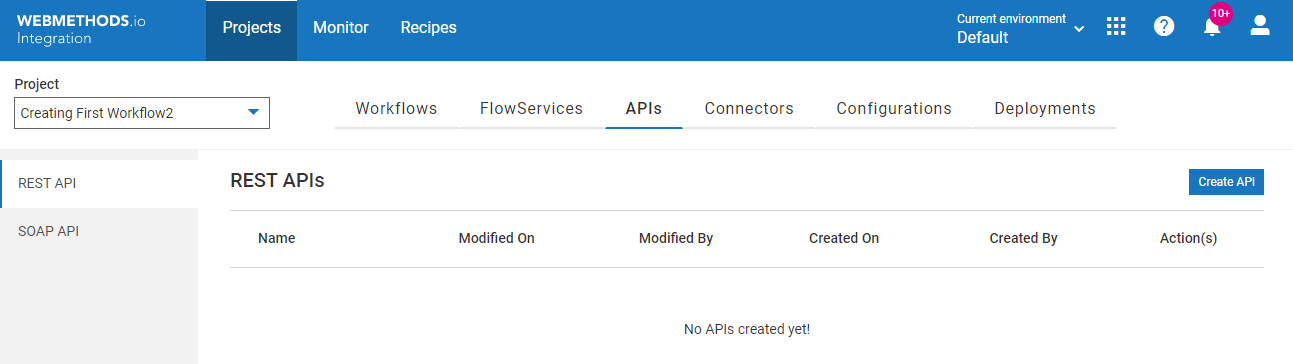 WEBMETHODS.io
Integration
Projects
Monitor
Recipes
Current environment
Default
10+
Project
Creating First Workflow2
Workflows
FlowServices
APIs
Connectors
Configurations
Deployments
REST API
SOAP API
REST APIs
Create API
Name
Modified On
Modified By
Created On
Created By
Action(s)
No APIs created yet!